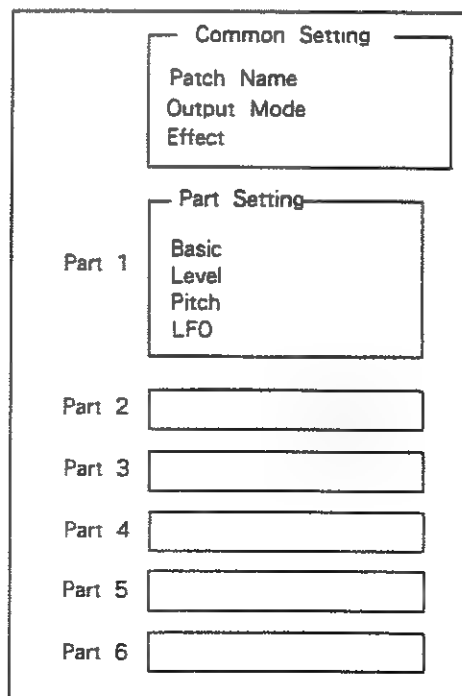 Common Setting
Patch Name
Output Mode
Effect
Part Setting
Part 1
Basic
Level
Pitch
LFO
Part 2
Part 3
Part 4
Part 5
Part 6